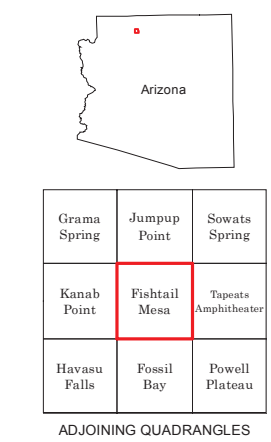 Arizona
Grama Jumpup Sowats
Spring Point Spring
Kanab Fishtail Tapeats
Point Mesa Amphitheater
Havasu Fossil Powell
Falls Bay Plateau
ADJOINING QUADRANGLES